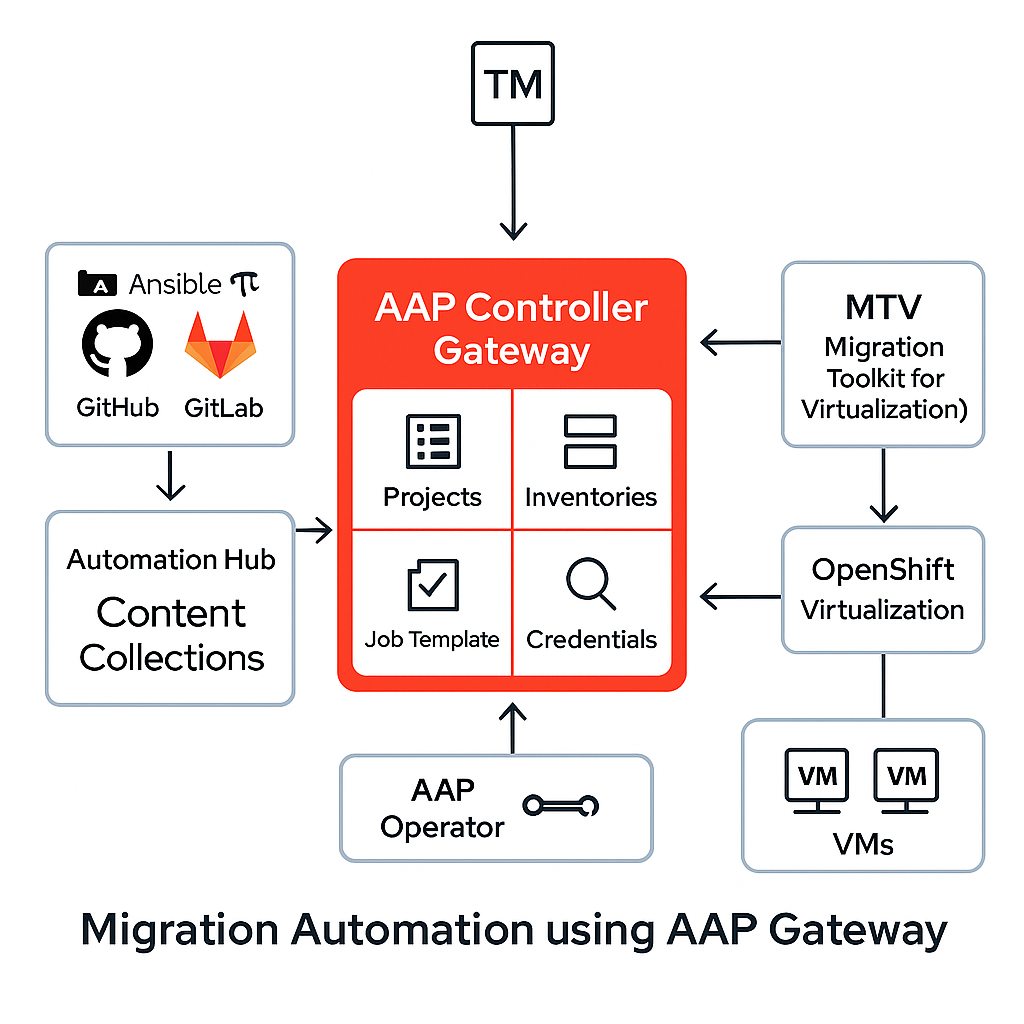 TM
Ansible
GitHub GitLab
Automation Hub
Content
Collections
AAP Controller
Gateway
Projects
Inventories
Job Template
Credentials
MTV
Migration
Toolkit for
Virtualization)
OpenShift
Virtualization
VM VM
VMs
AAP
Operator
Migration Automation using AAP Gateway